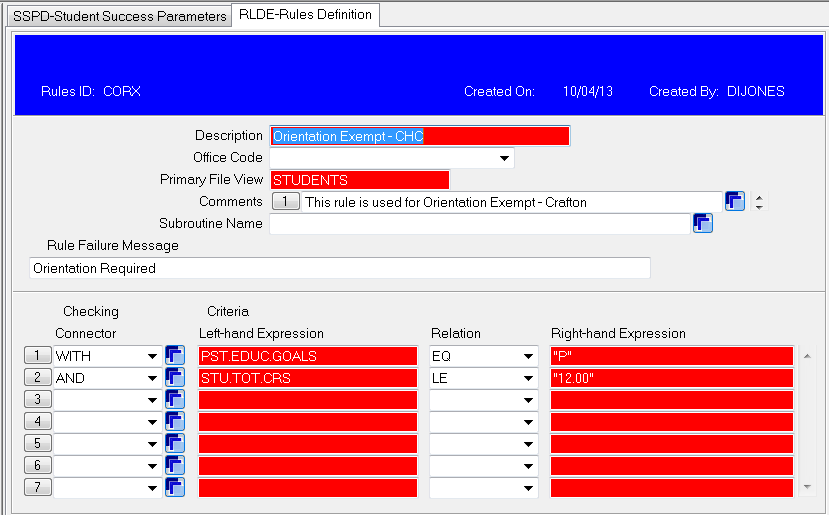 SSPD-Student Success Parameters RLDE-Rules Definition
Rules ID: CORX Created On: 10/04/13 Created By: DIJONES
Description Orientation Exempt - CHC
Office Code
Primary File View STUDENTS
Comments 1 This rule is used for Orientation Exempt - Crafton
Subroutine Name
Rule Failure Message
Orientation Required
Checking Criteria
Connector Left-hand Expression Relation Right-hand Expression
1 WITH PST.EDUC.GOALS EQ "P"
2 AND STU.TOT.CRS LE "12.00"
3
4
5
6
7